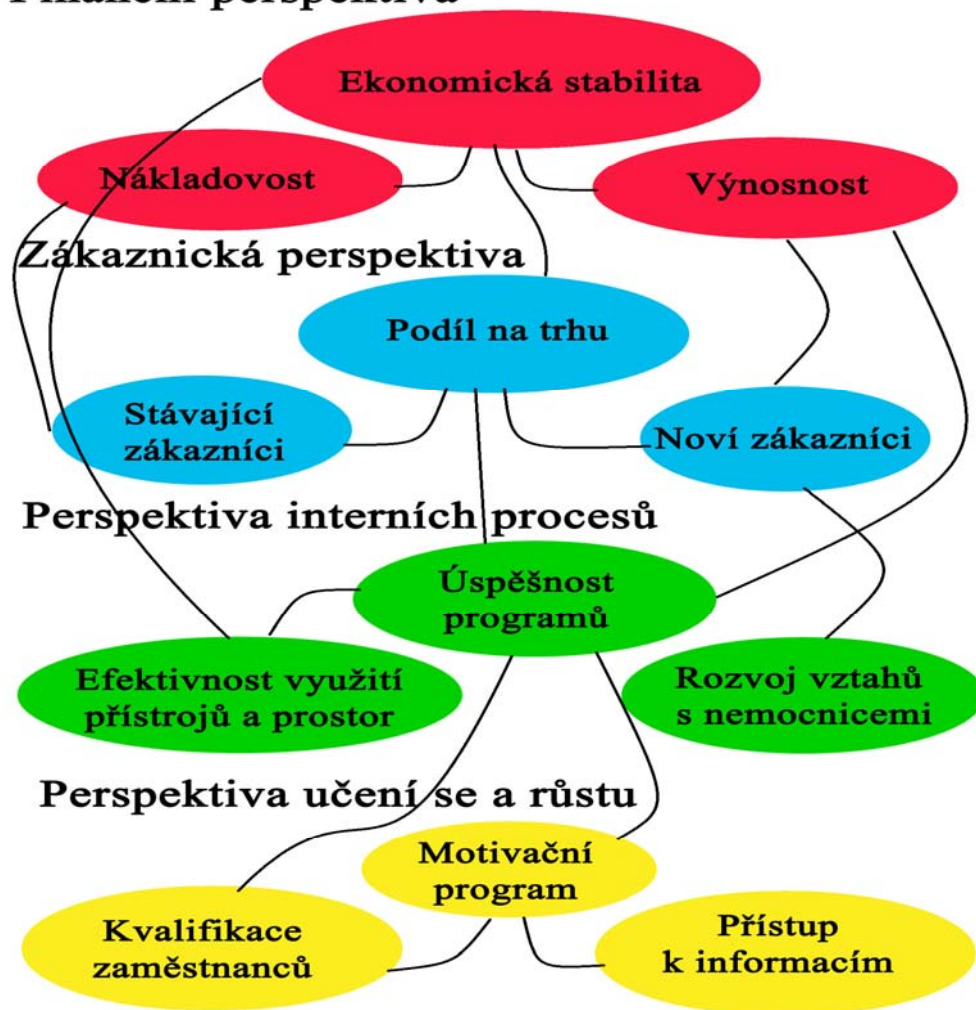 perspektiva
Ekonomická stabilita
Nákladovost
Výnosnost
Zákaznická perspektiva
Podíl na trhu
Stávající
zákazníci
Noví zákazníci
Perspektiva interních procesů
Úspěšnost
programů
Efektivnost využití
přístrojů a prostor
Rozvoj vztahů
s nemocnicemi
Perspektiva učení se a růstu
Motivační
program
Kvalifikace
zaměstnanců
Přístup
k informacím